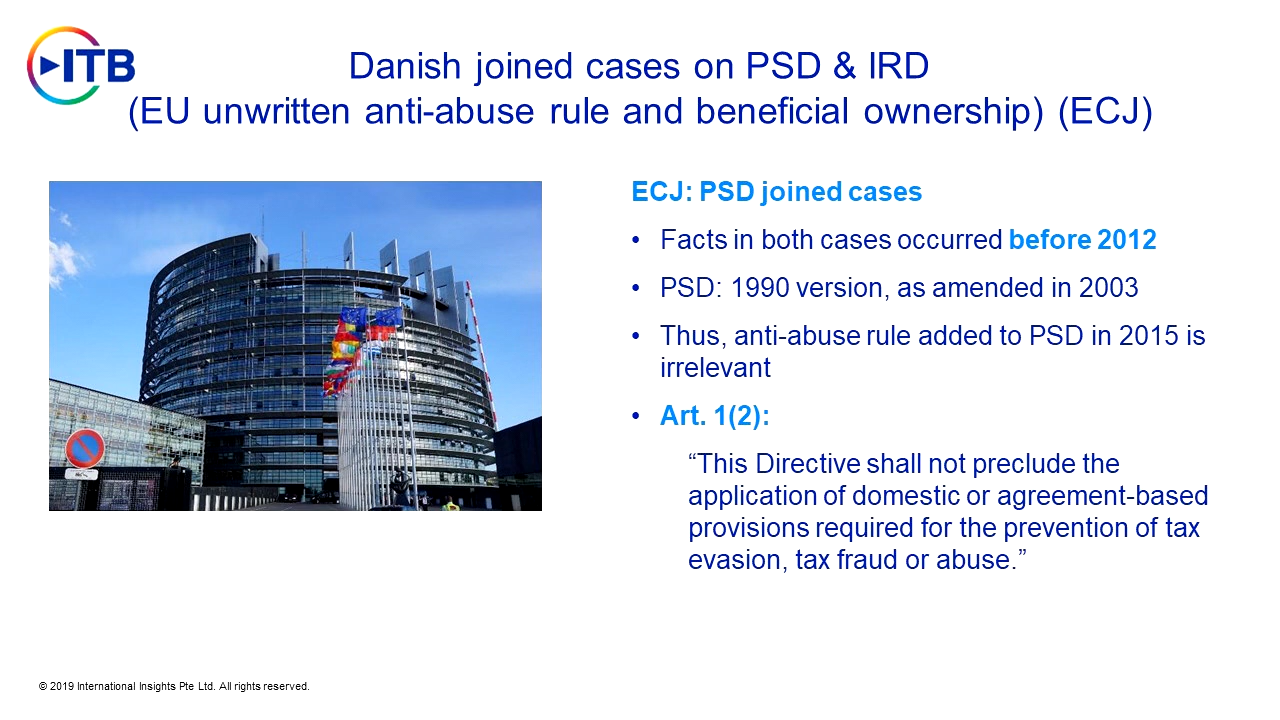 ITB
Danish joined cases on PSD & IRD
(EU unwritten anti-abuse rule and beneficial ownership) (ECJ)
ECJ: PSD joined cases
• Facts in both cases occurred before 2012
• PSD: 1990 version, as amended in 2003
• Thus, anti-abuse rule added to PSD in 2015 is
irrelevant
• Art. 1(2):
“This Directive shall not preclude the
application of domestic or agreement-based
provisions required for the prevention of tax
evasion, tax fraud or abuse.”
© 2019 International Insights Pte Ltd. All rights reserved.